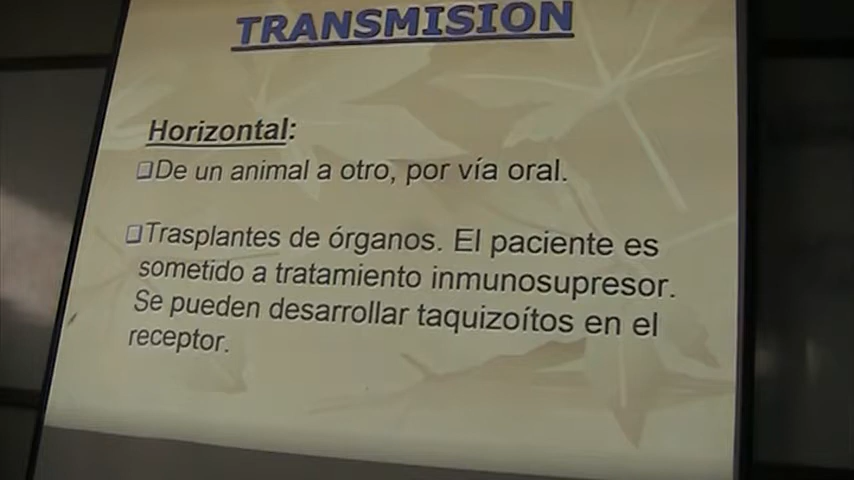 TRANSMISION
Horizontal:
De un animal a otro, por vía oral.
Trasplantes de órganos. El paciente es
sometido a tratamiento inmunosupresor.
Se pueden desarrollar taquizoítos en el
receptor.